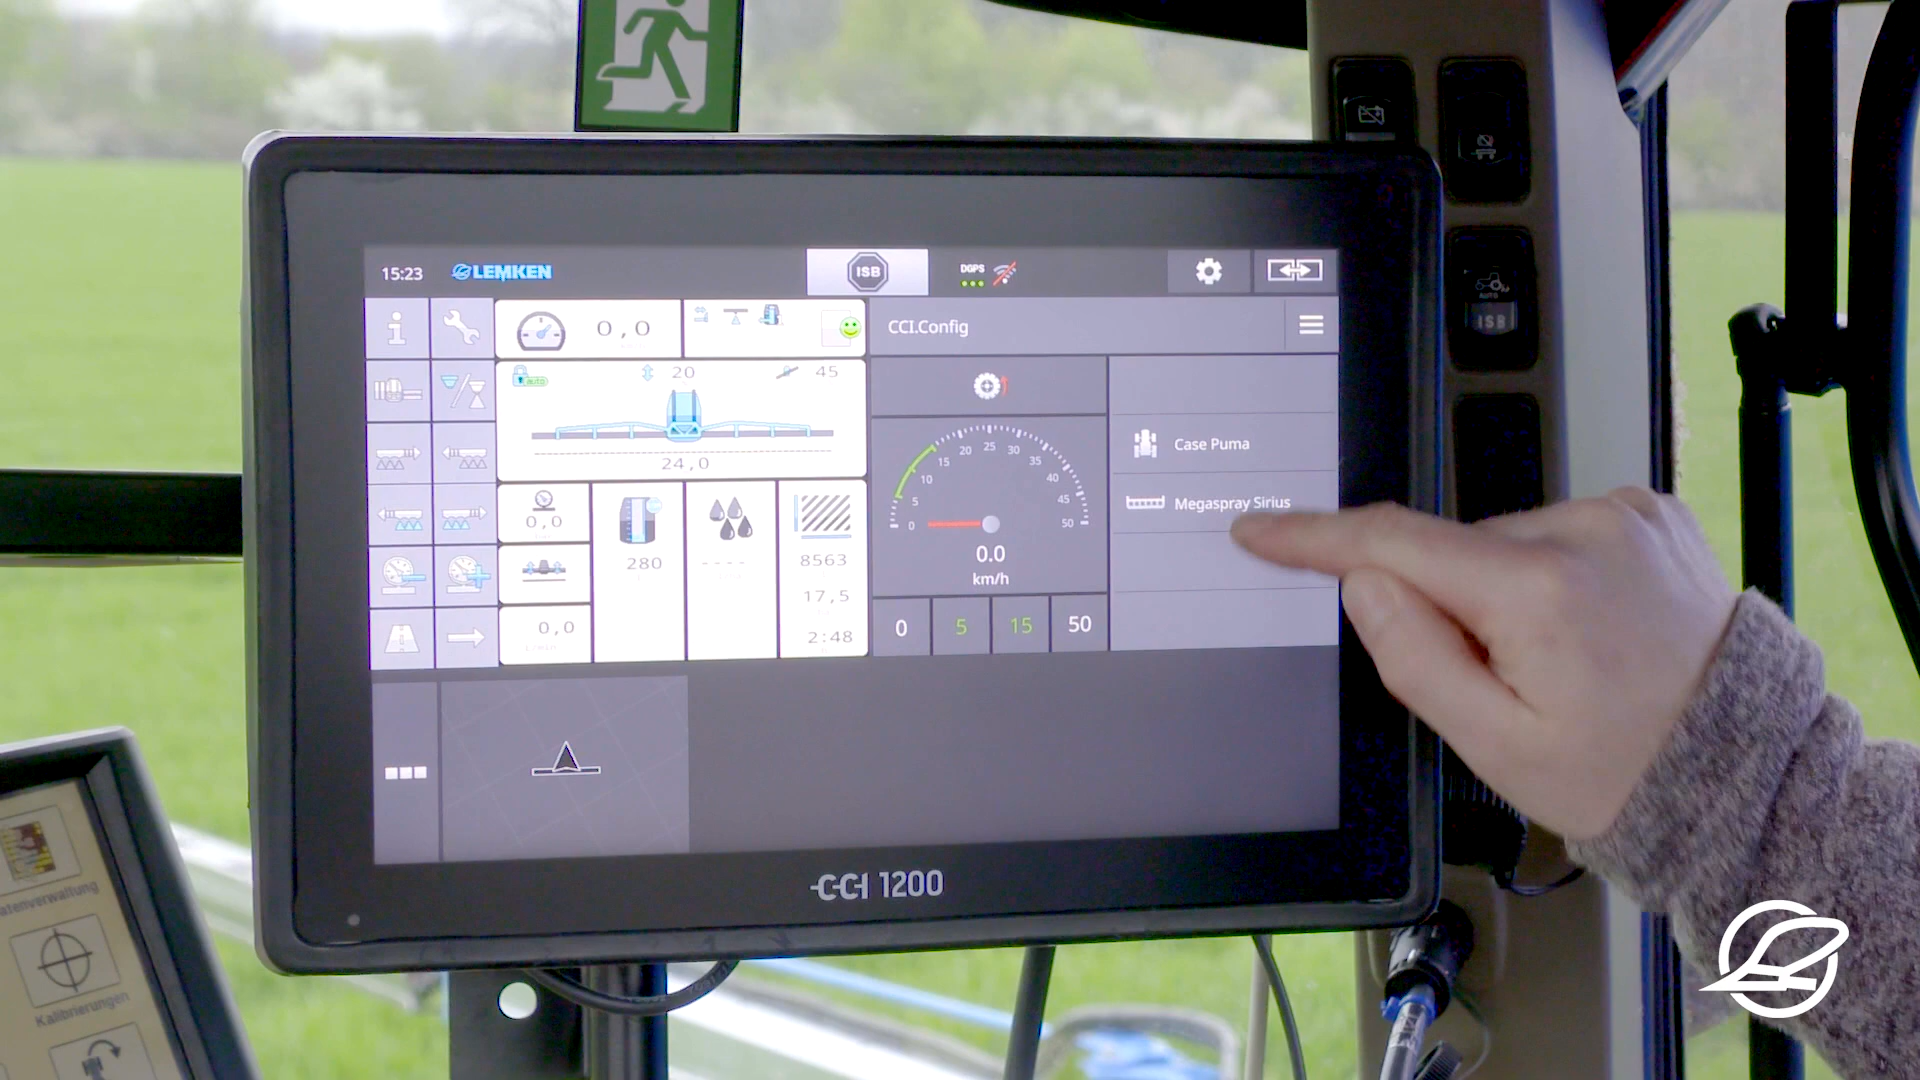 15:23
LEMKEN
ISB
DGPS
0,0
CCI.Config
auto
20
45
24,0
0,0
280
8563
17,5
2:48
0,0
0
5
10
15
20
25
30
35
40
45
50
0.0
km/h
0
5
15
50
Case Puma
Megaspray Sirius
CCI 1200
AUTO
ISB
atenverwaltung
Kalibrierungen